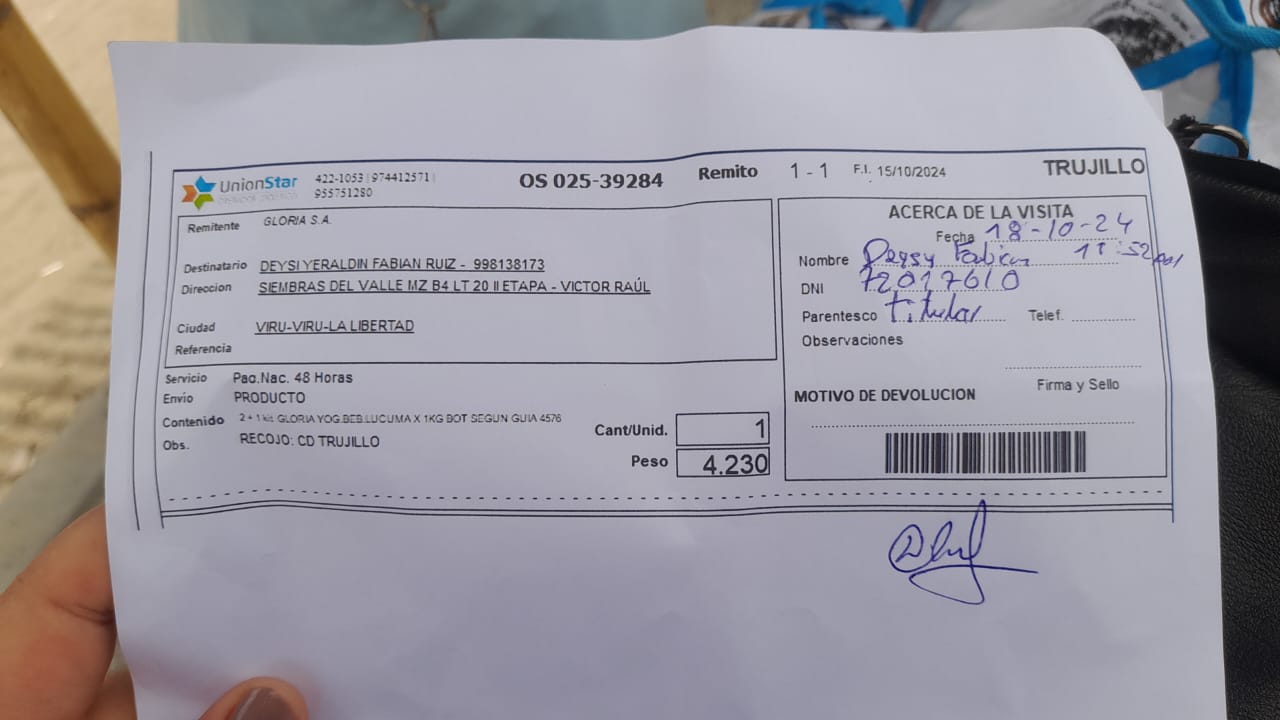 UnionStar
422-1053 | 974412571 |
955751280
OS 025-39284
Remito 1 - 1
F.I. 15/10/2024
TRUJILLO
Remitente GLORIA S.A.
Destinatario DEYSI YERALDIN FABIAN RUIZ - 998138173
Direccion SIEMBRAS DEL VALLE MZ B4 LT 20 II ETAPA - VICTOR RAÚL
Ciudad VIRU-VIRU-LA LIBERTAD
Referencia
Servicio Paq.Nac. 48 Horas
Envio PRODUCTO
Contenido 2 + 1 kit GLORIA YOG.BEB.LUCUMA X 1KG BOT SEGUN GUIA 4576
Obs. RECOJO: CD TRUJILLO
Cant/Unid. 1
Peso 4.230
ACERCA DE LA VISITA
Fecha 18-10-24
Nombre Deysy Fabian 11:52
DNI 72017610
Parentesco titular Telef.
Observaciones
Firma y Sello
MOTIVO DE DEVOLUCION